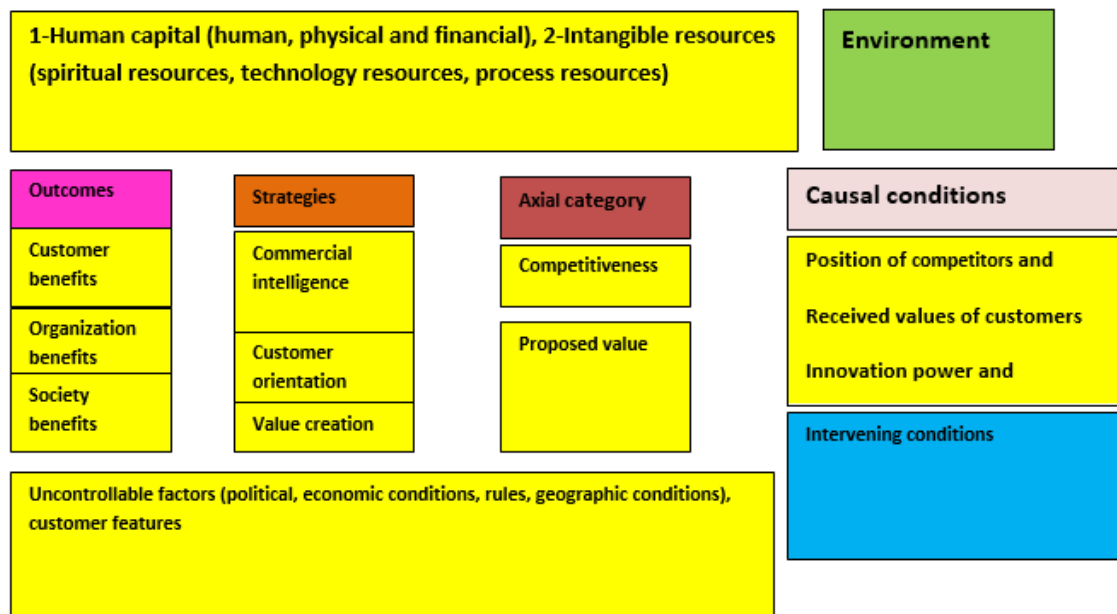 1-Human capital (human, physical and financial), 2-Intangible resources
(spiritual resources, technology resources, process resources)
Environment
Outcomes
Customer
benefits
Organization
benefits
Society
benefits
Strategies
Commercial
intelligence
Customer
orientation
Value creation
Axial category
Competitiveness
Proposed value
Causal conditions
Position of competitors and
Received values of customers
Innovation power and
Intervening conditions
Uncontrollable factors (political, economic conditions, rules, geographic conditions),
customer features